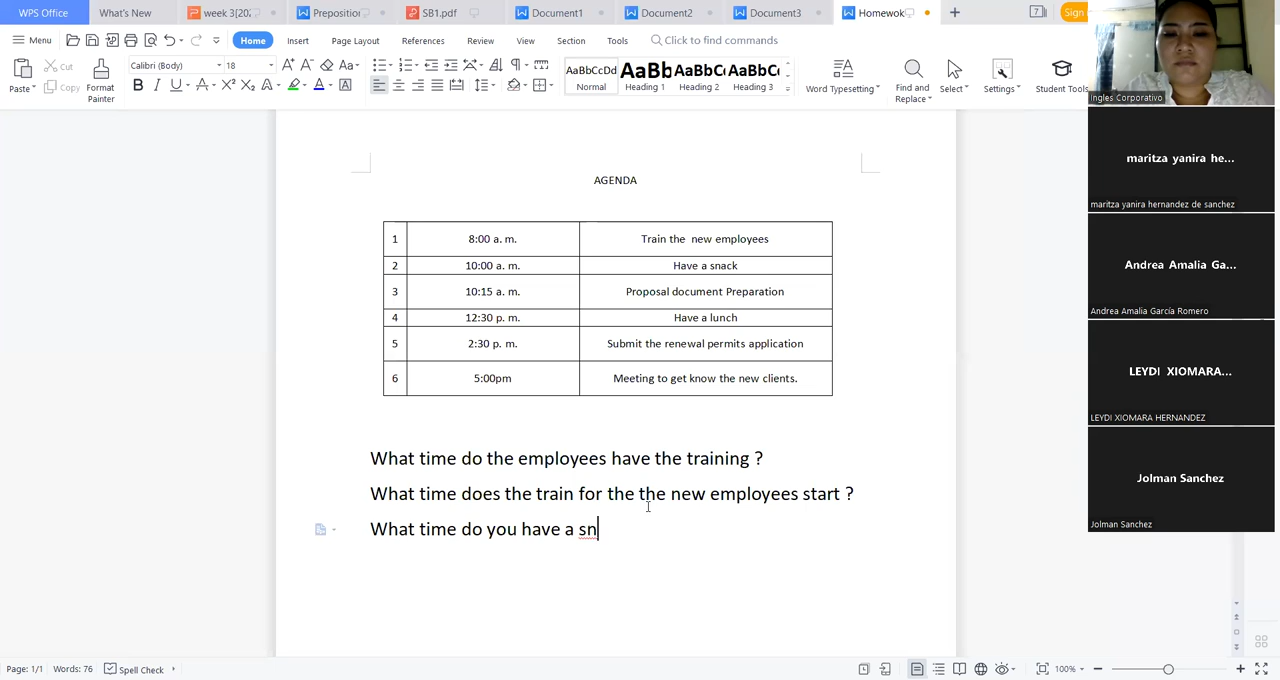 WPS Office What's New week 3[20 Preposition SB1.pdf Document1 Document2 Document3 Homewok 7 Sign
Menu Home Insert Page Layout References Review View Section Tools Click to find commands
Paste Cut Copy Format Painter Calibri (Body) 18 AaBbCcDd Normal AaBb Heading 1 AaBbC Heading 2 AaBbC Heading 3 Word Typesetting Find and Replace Select Settings Student Tools
Ingles Corporativo
maritza yanira he...
maritza yanira hernandez de sanchez
Andrea Amalia Ga...
Andrea Amalia García Romero
LEYDI XIOMARA...
LEYDI XIOMARA HERNANDEZ
Jolman Sanchez
Jolman Sanchez
AGENDA
1 8:00 a. m. Train the new employees
2 10:00 a. m. Have a snack
3 10:15 a. m. Proposal document Preparation
4 12:30 p. m. Have a lunch
5 2:30 p. m. Submit the renewal permits application
6 5:00pm Meeting to get know the new clients.
What time do the employees have the training ?
What time does the train for the the new employees start ?
What time do you have a sn
Page: 1/1 Words: 76 Spell Check 100%